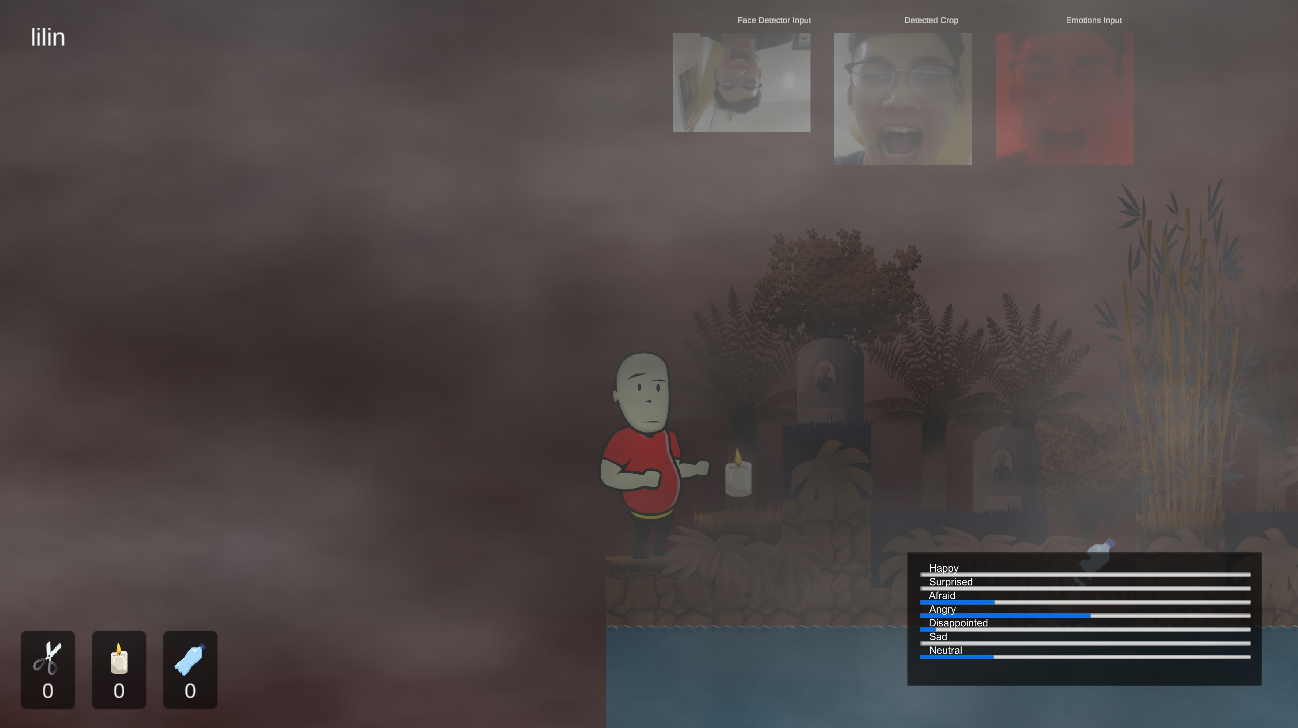 lilin
Face Detector Input
Detected Crop
Emotions Input
Happy
Surprised
Afraid
Angry
Disappointed
Sad
Neutral
0
0
0